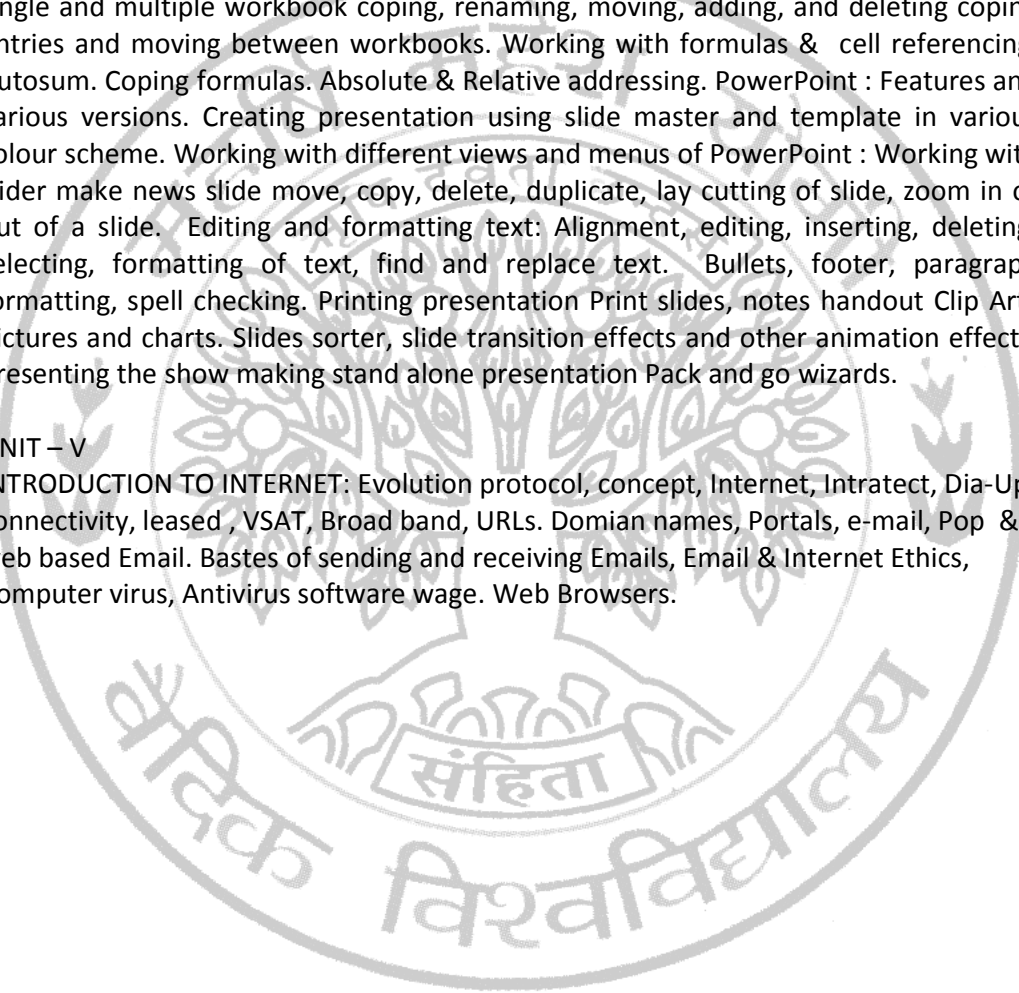 ngle and multiple workbook coping, renaming, moving, adding, and deleting copin
ntries and moving between workbooks. Working with formulas & cell referencing
utosum. Coping formulas. Absolute & Relative addressing. PowerPoint : Features an
arious versions. Creating presentation using slide master and template in variou
olour scheme. Working with different views and menus of PowerPoint : Working wit
ider make news slide move, copy, delete, duplicate, lay cutting of slide, zoom in o
ut of a slide. Editing and formatting text: Alignment, editing, inserting, deleting
electing, formatting of text, find and replace text. Bullets, footer, paragrap
ormatting, spell checking. Printing presentation Print slides, notes handout Clip Art
ictures and charts. Slides sorter, slide transition effects and other animation effect
resenting the show making stand alone presentation Pack and go wizards.
NIT – V
NTRODUCTION TO INTERNET: Evolution protocol, concept, Internet, Intratect, Dia-Up
onnectivity, leased , VSAT, Broad band, URLs. Domian names, Portals, e-mail, Pop &
eb based Email. Bastes of sending and receiving Emails, Email & Internet Ethics,
omputer virus, Antivirus software wage. Web Browsers.
महर्षि महेश योगी
संहिता
वैदिक विश्वविद्यालय